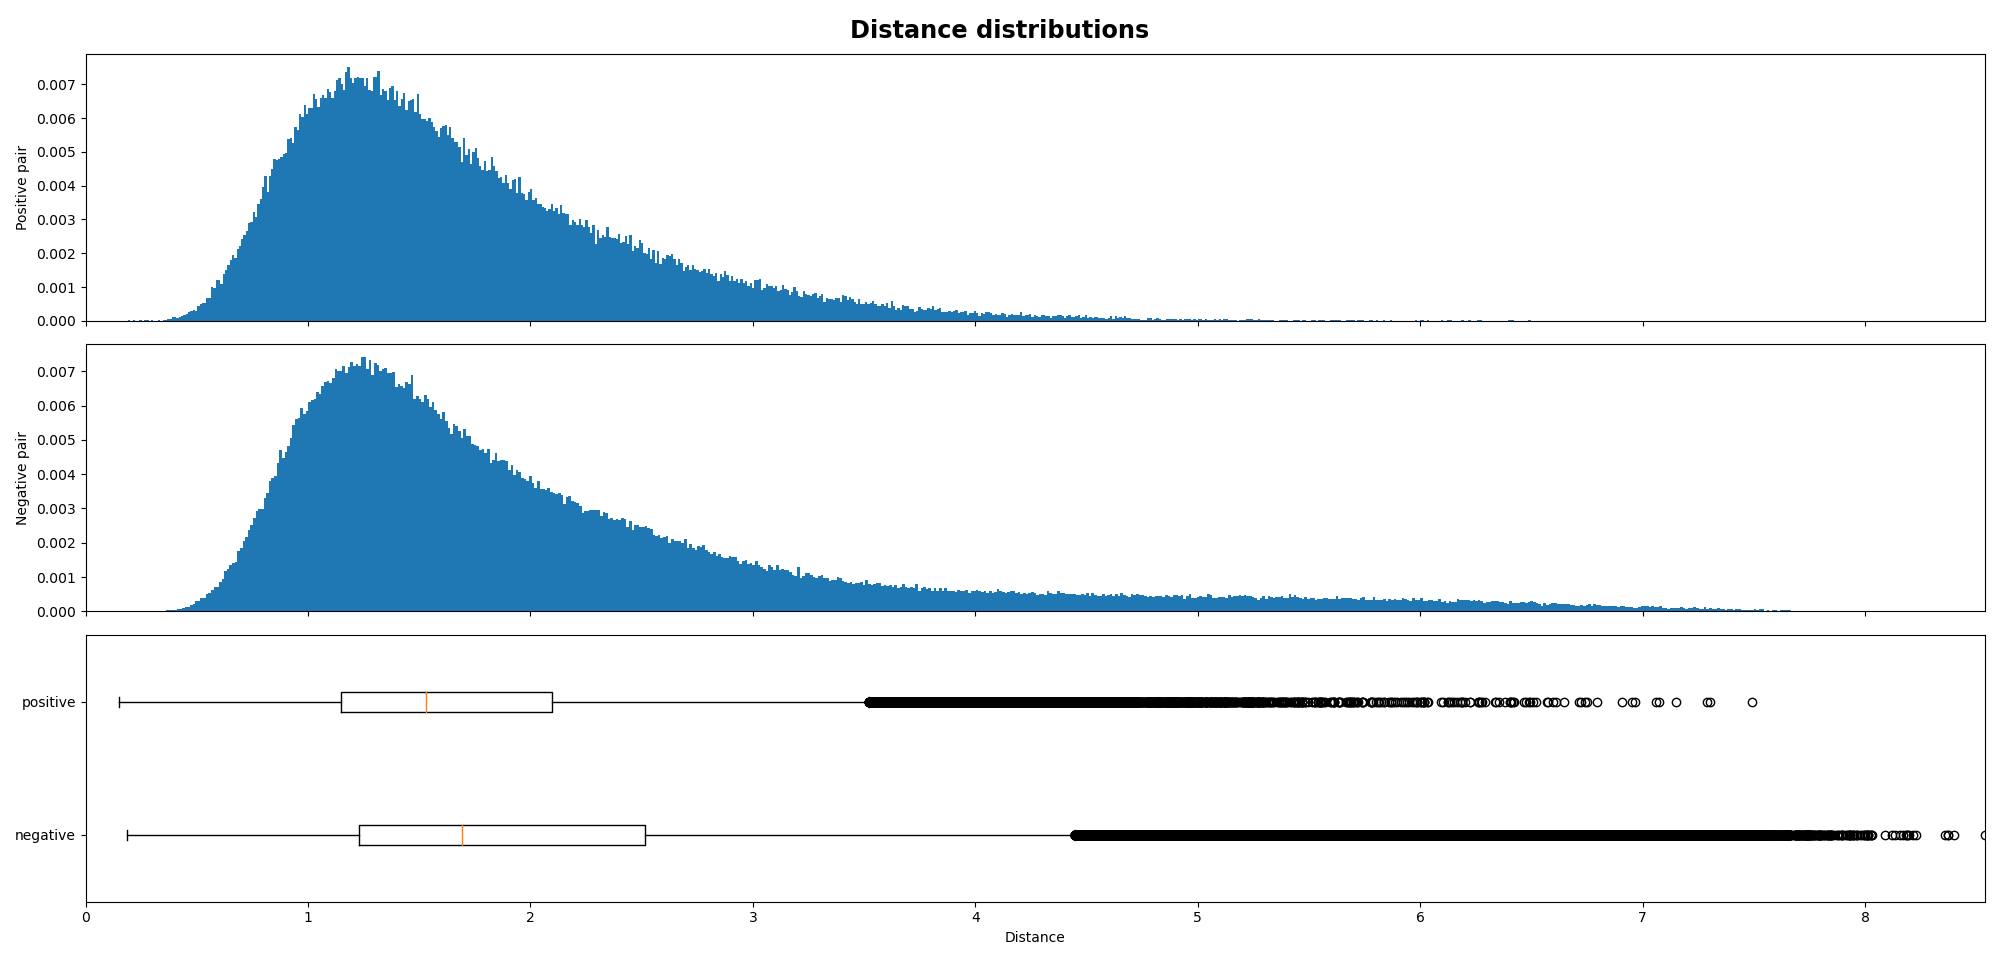 Distance distributions
0.007
0.006
0.005
0.004
0.003
0.002
0.001
0.000
Positive pair
0.007
0.006
0.005
0.004
0.003
0.002
0.001
0.000
Negative pair
positive
negative
0 1 2 3 4 5 6 7 8
Distance